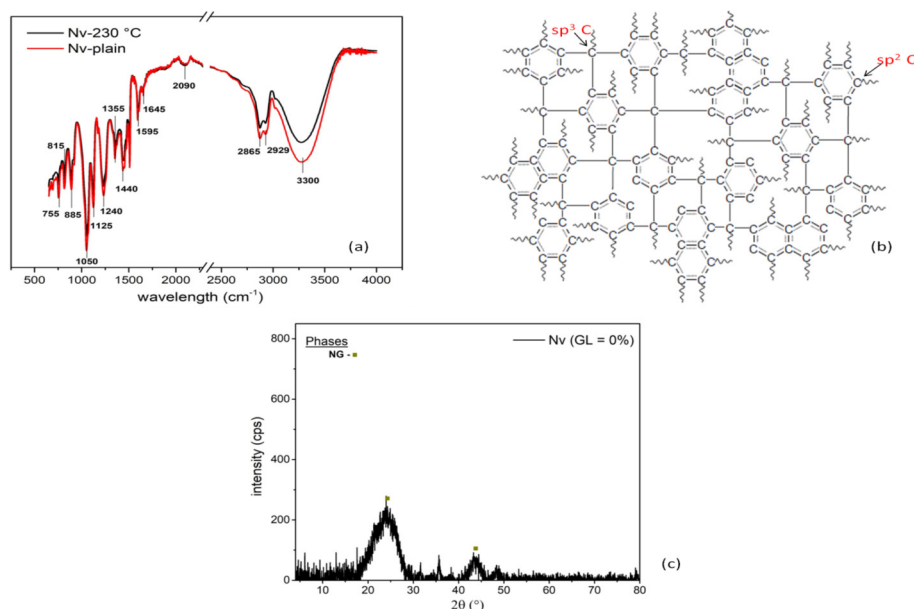 Nv-230 °C
Nv-plain
2090
1355
1645
1595
815
2865
2929
1440
3300
755
885
1240
1125
1050
(a)
500 1000 1500 2000 2500 3000 3500 4000
wavelength (cm-1)
(b)
sp3 C
sp2 C
Phases
NG -
Nv (GL = 0%)
800
600
400
200
0
intensity (cps)
10 20 30 40 50 60 70 80
2θ (°)
(c)